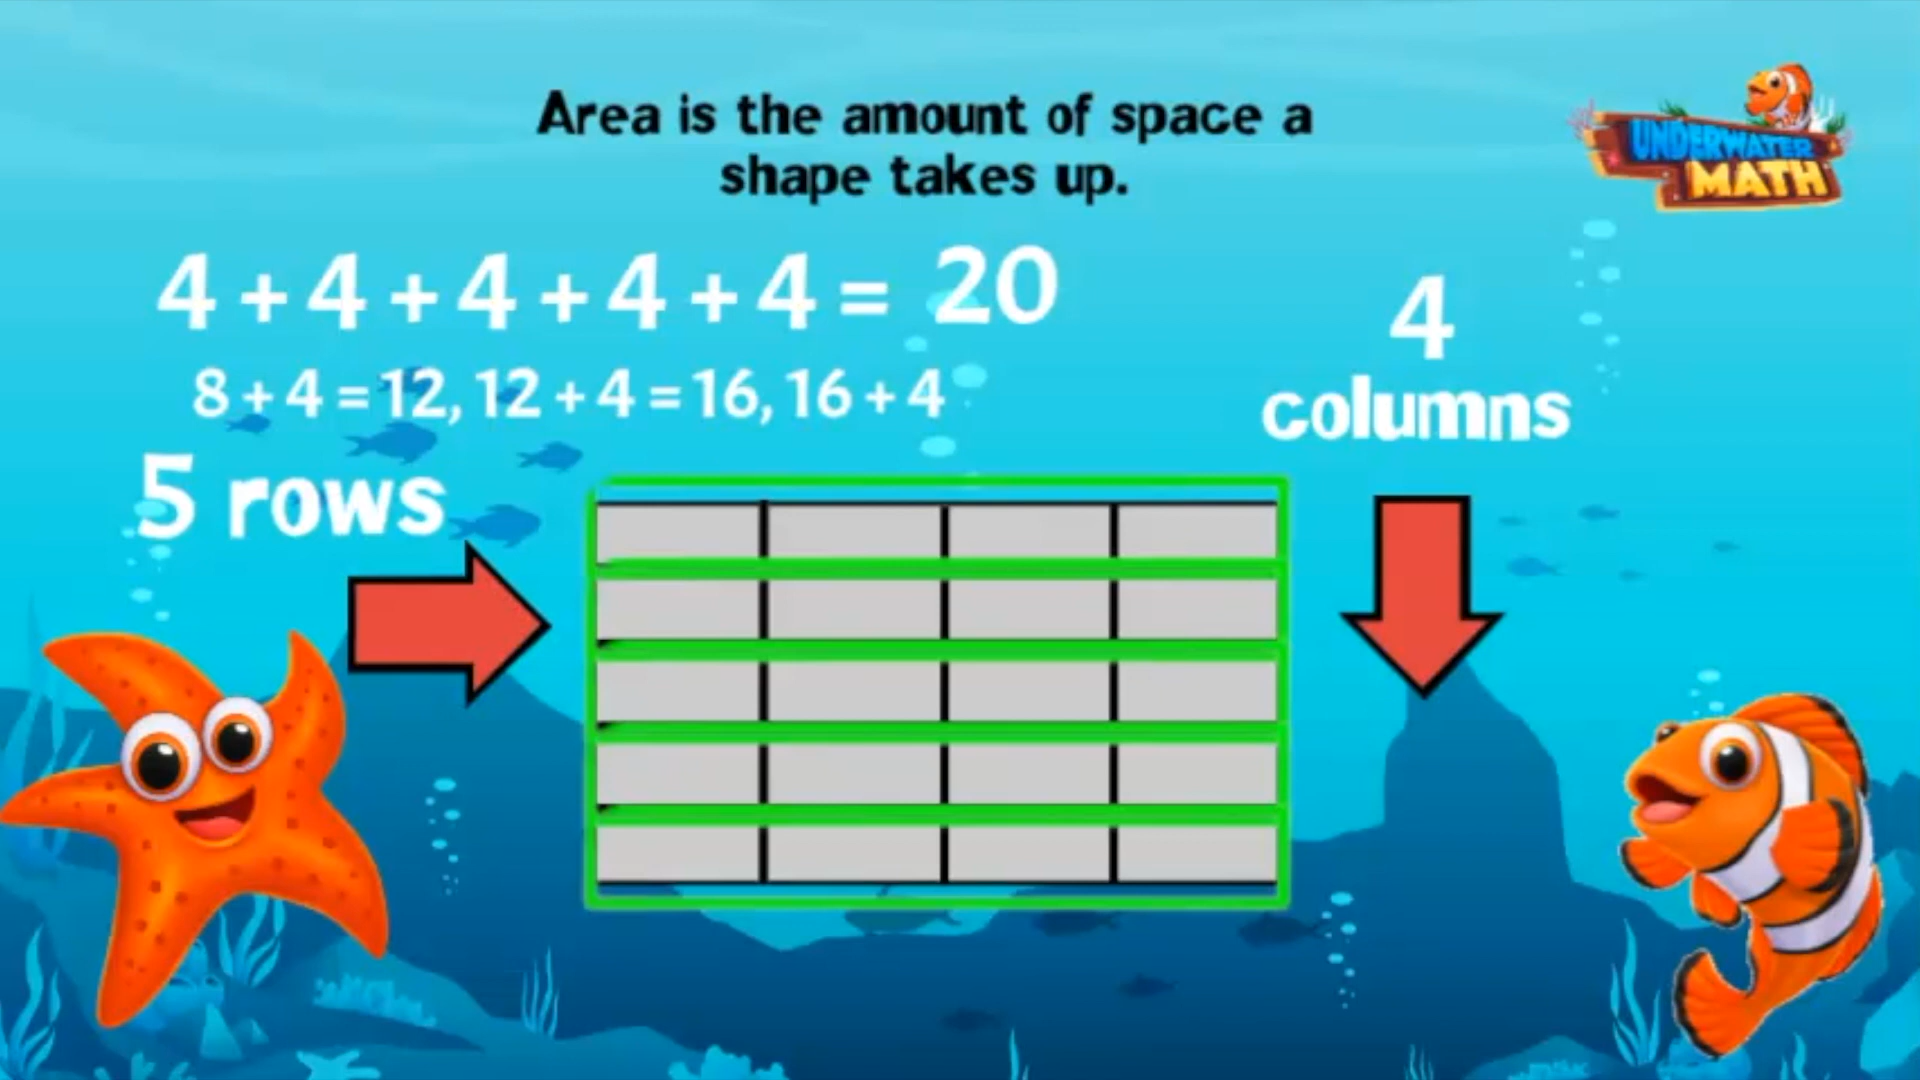 Area is the amount of space a
shape takes up.
UNDERWATER
MATH
4 + 4 + 4 + 4 + 4 = 20
8 + 4 = 12, 12 + 4 = 16, 16 + 4
4
columns
5 rows